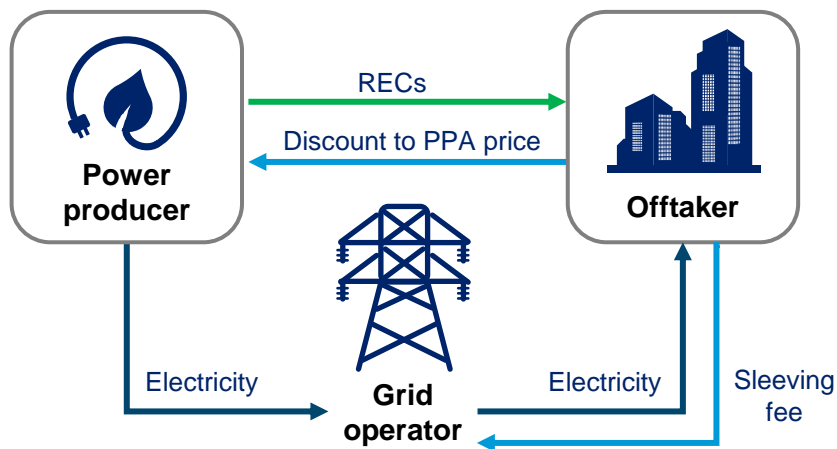 RECs
Discount to PPA price
Power
producer
Offtaker
Electricity
Grid
operator
Electricity
Sleeving
fee